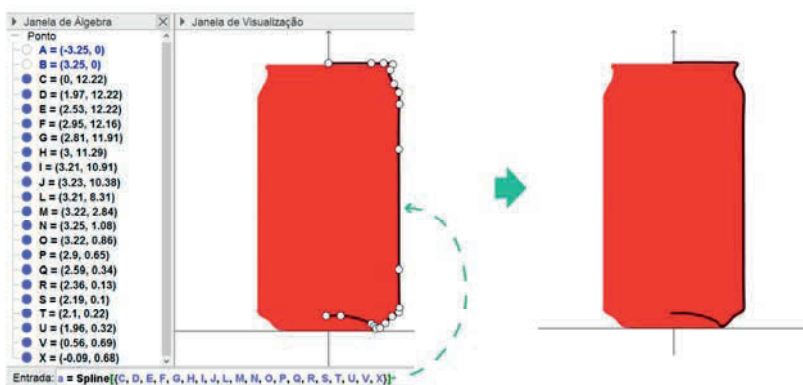 Janela de Álgebra
Janela de Visualização
Ponto
A = (-3.25, 0)
B = (3.25, 0)
C = (0, 12.22)
D = (1.97, 12.22)
E = (2.53, 12.22)
F = (2.95, 12.16)
G = (2.81, 11.91)
H = (3, 11.29)
I = (3.21, 10.91)
J = (3.23, 10.38)
L = (3.21, 8.31)
M = (3.22, 2.84)
N = (3.25, 1.08)
O = (3.22, 0.86)
P = (2.9, 0.65)
Q = (2.59, 0.34)
R = (2.36, 0.13)
S = (2.19, 0.1)
T = (2.1, 0.22)
U = (1.96, 0.32)
V = (0.56, 0.69)
X = (-0.09, 0.68)
Entrada: a = Spline[{C, D, E, F, G, H, I, J, L, M, N, O, P, Q, R, S, T, U, V, X}]